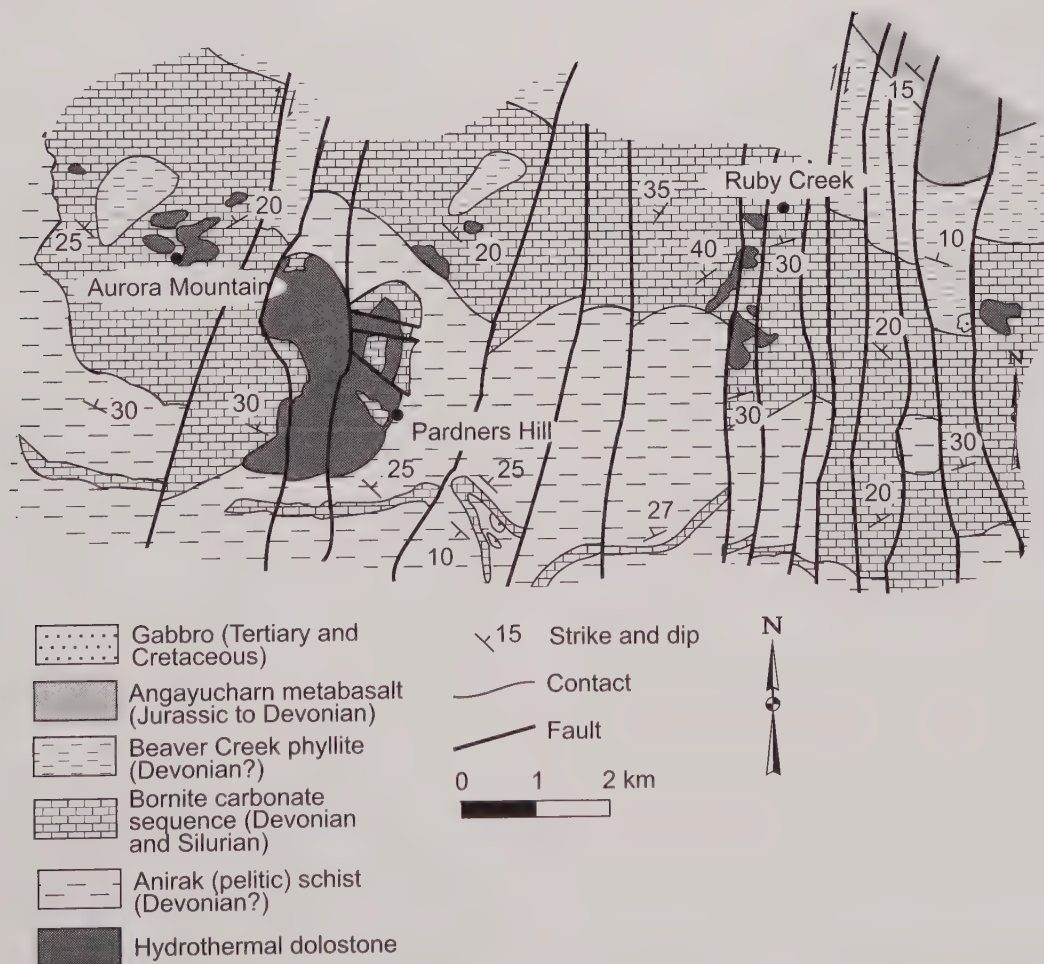 15
35
Ruby Creek
20
25
20
40
30
10
Aurora Mountain
20
N
30
30
30
Pardners Hill
30
25
25
27
20
10
Gabbro (Tertiary and
Cretaceous)
Angayucharn metabasalt
(Jurassic to Devonian)
Beaver Creek phyllite
(Devonian?)
Bornite carbonate
sequence (Devonian
and Silurian)
Anirak (pelitic) schist
(Devonian?)
Hydrothermal dolostone
15 Strike and dip
Contact
Fault
0 1 2 km
N